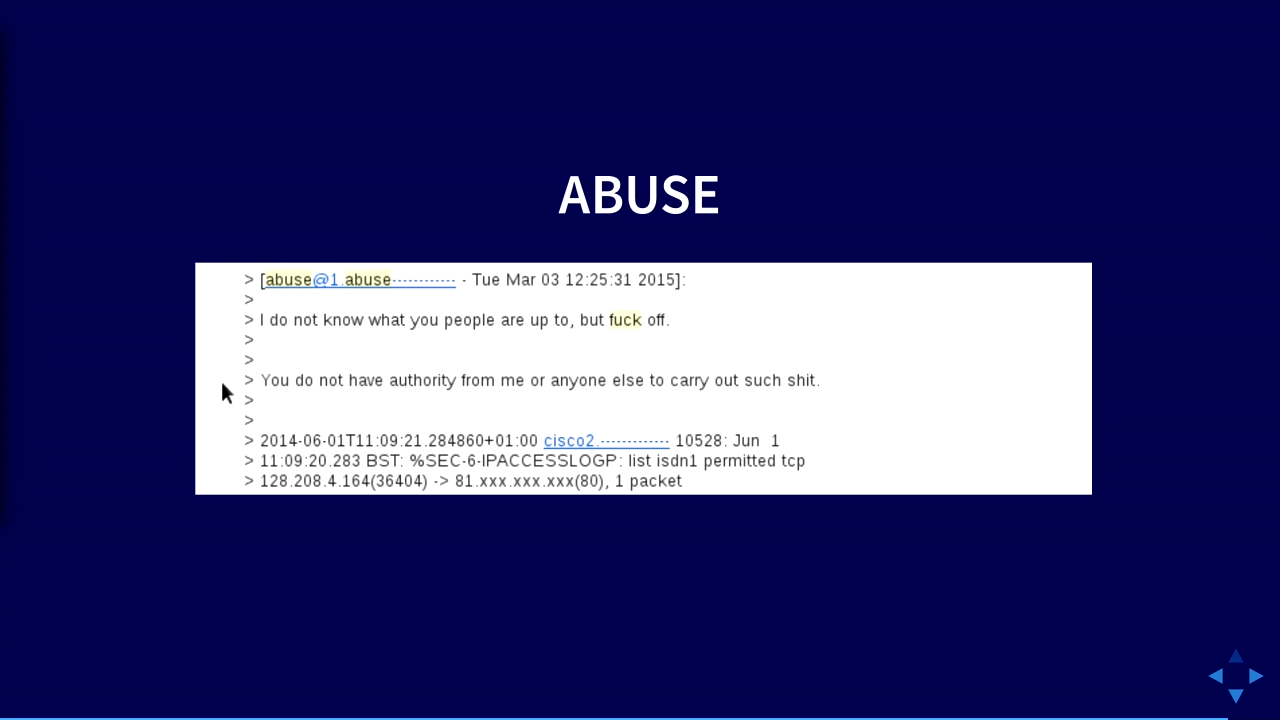 ABUSE
> [abuse@1.abuse------------ - Tue Mar 03 12:25:31 2015]:
>
> I do not know what you people are up to, but fuck off.
>
>
> You do not have authority from me or anyone else to carry out such shit.
>
>
> 2014-06-01T11:09:21.284860+01:00 cisco2.------------- 10528: Jun  1
> 11:09:20.283 BST: %SEC-6-IPACCESSLOGP: list isdn1 permitted tcp
> 128.208.4.164(36404) -> 81.xxx.xxx.xxx(80), 1 packet